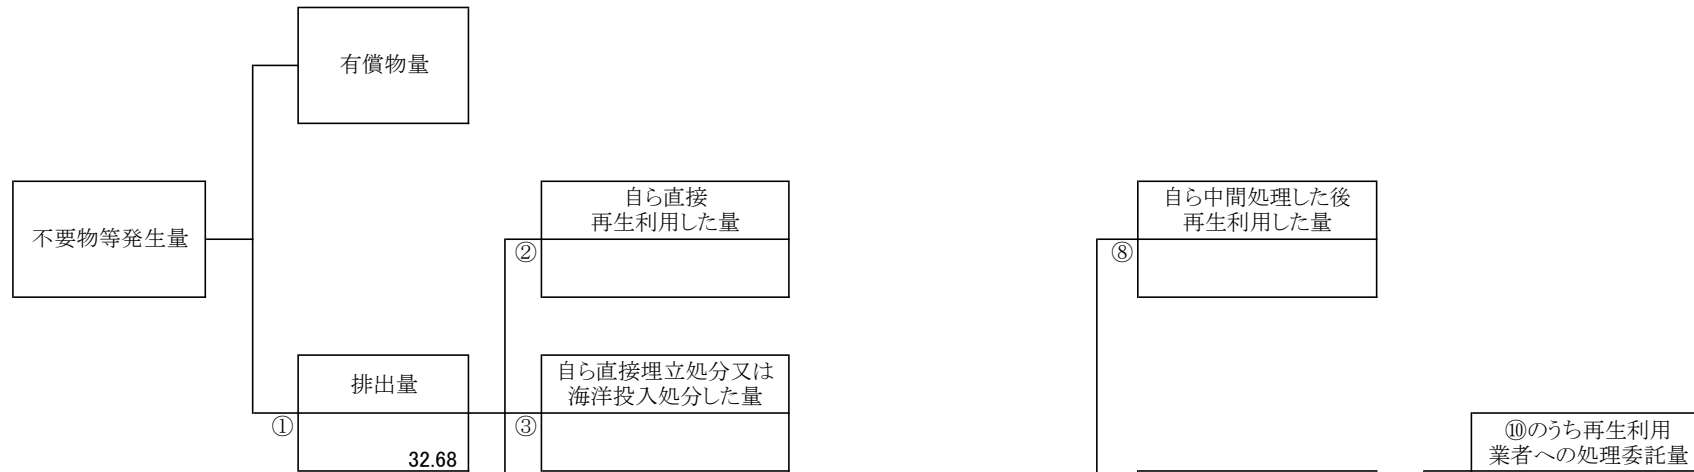 有償物量
不要物等発生量
自ら直接
再生利用した量
②
自ら中間処理した後
再生利用した量
⑧
排出量
①
32.68
自ら直接埋立処分又は
海洋投入処分した量
③
⑩のうち再生利用
業者への処理委託量